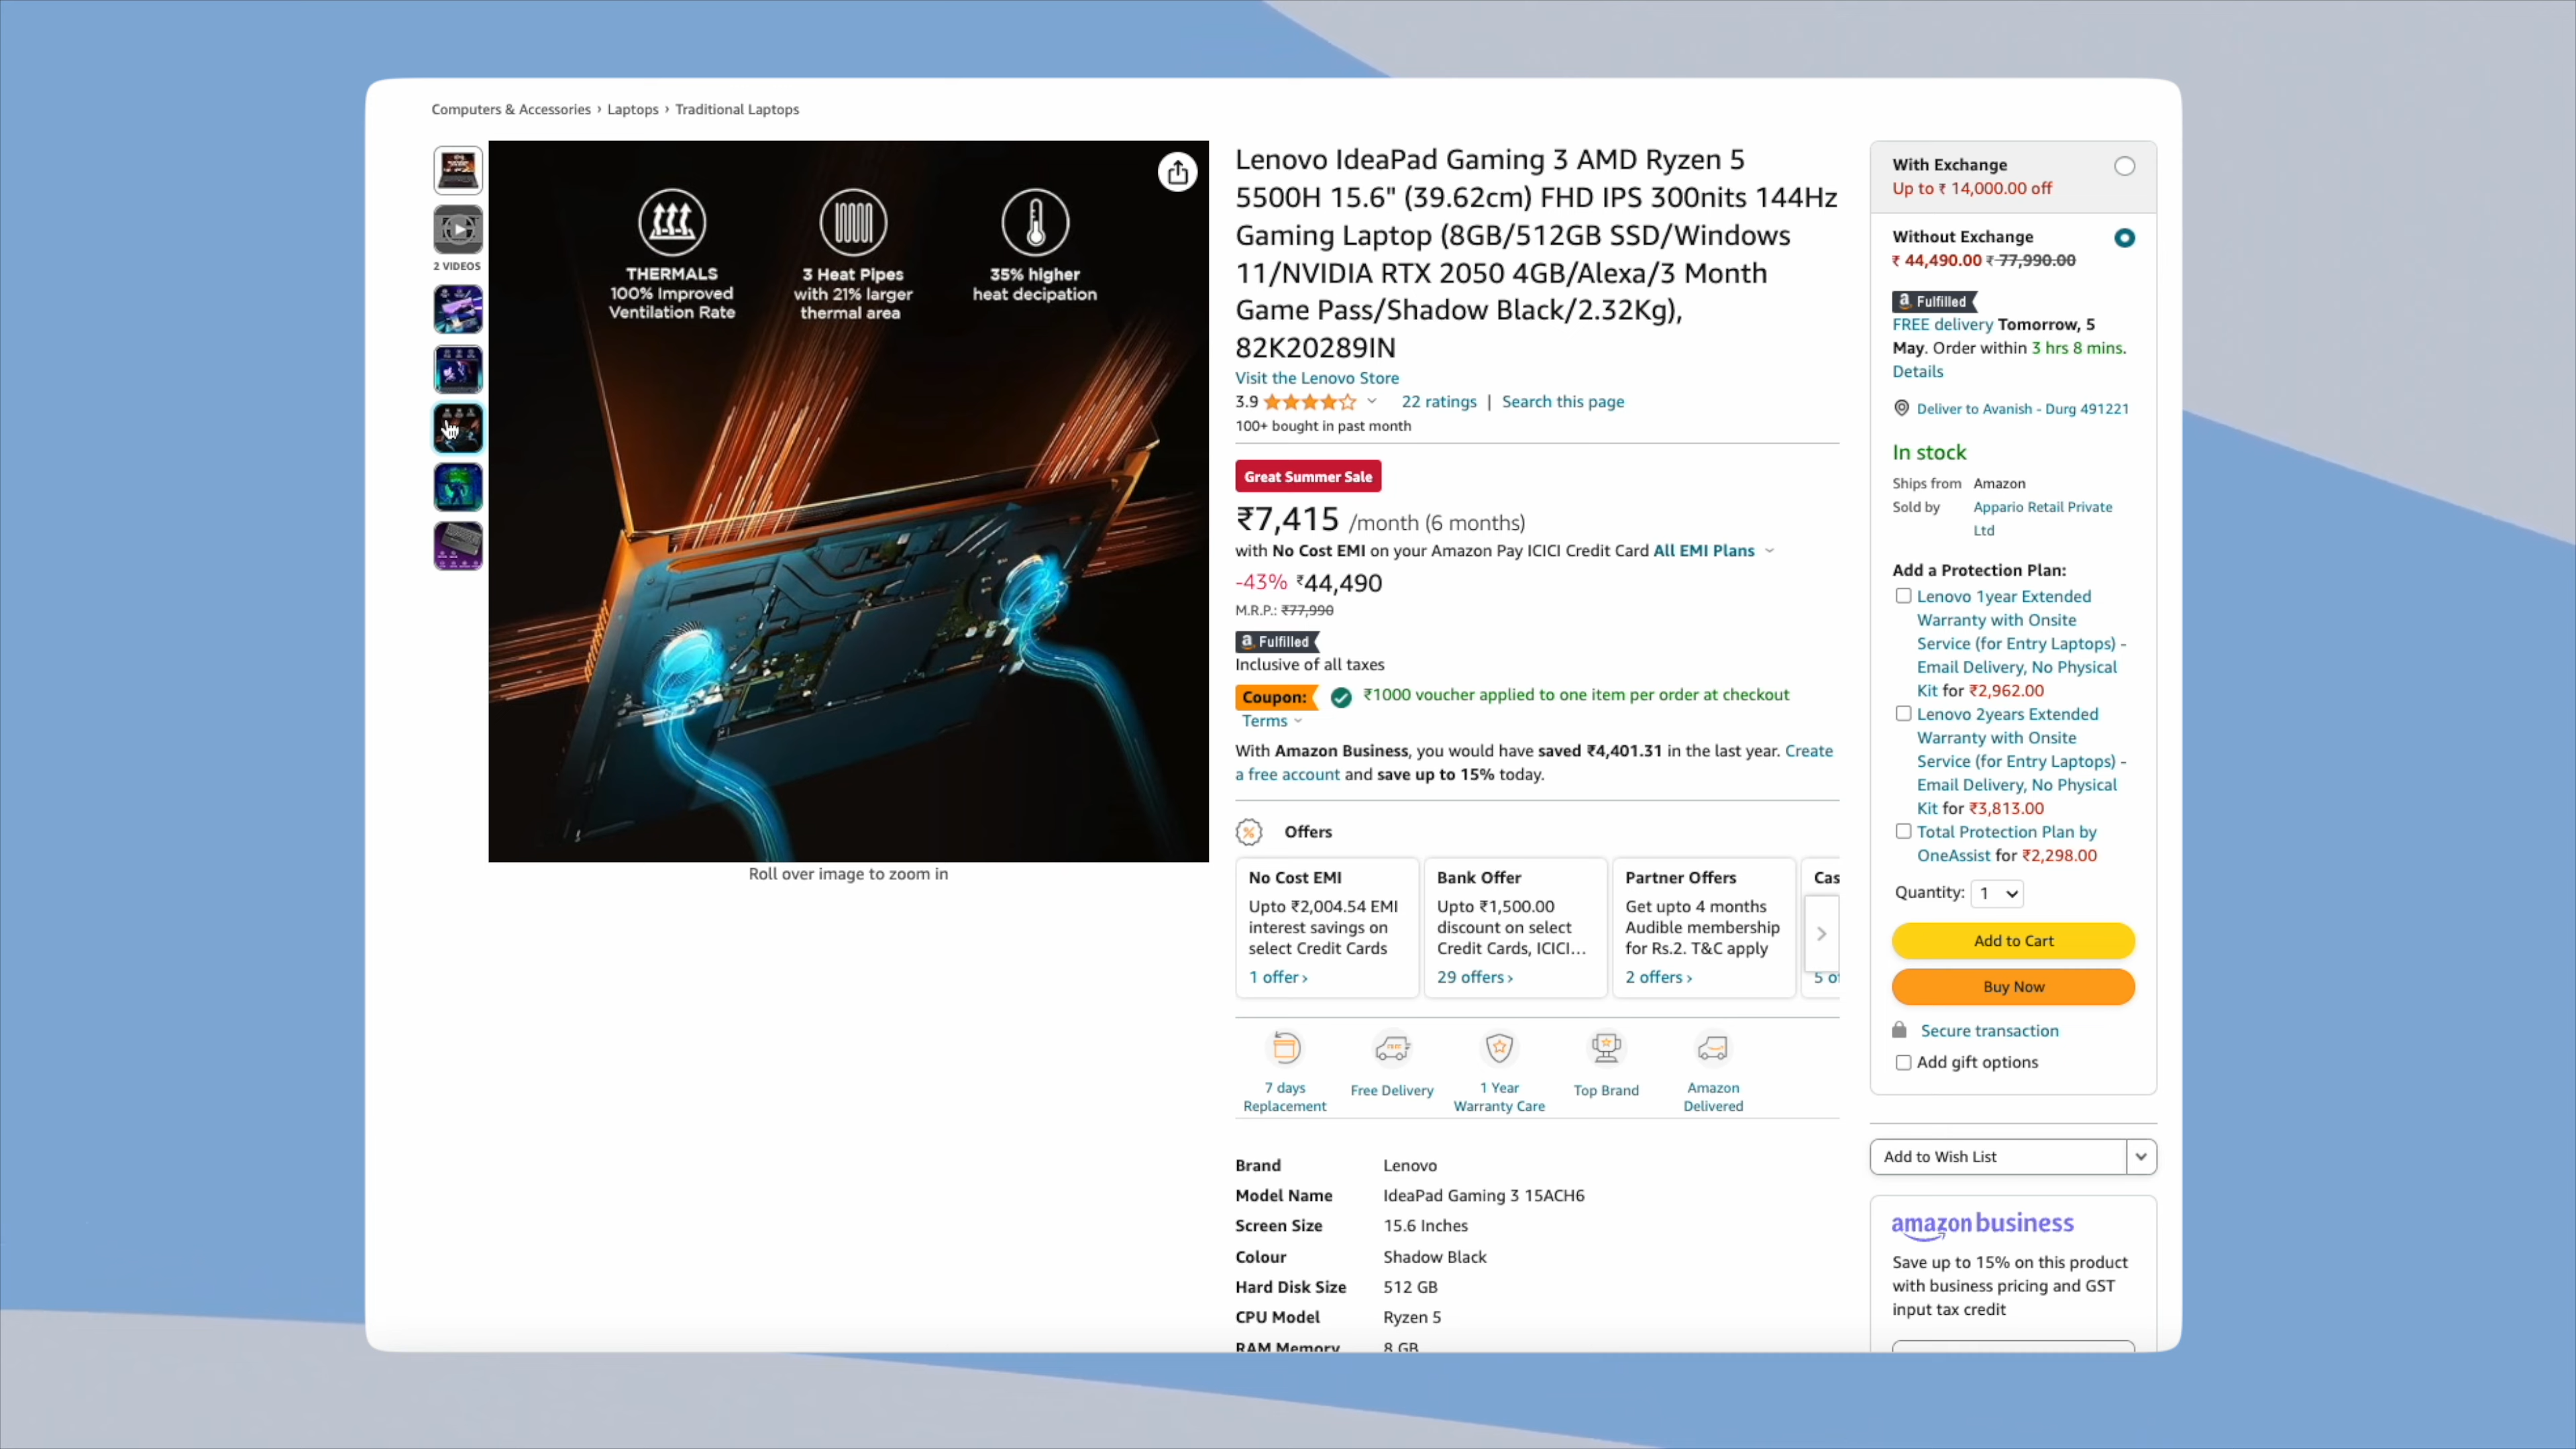 Computers & Accessories › Laptops › Traditional Laptops
2 VIDEOS
THERMALS
100% Improved
Ventilation Rate
3 Heat Pipes
with 21% larger
thermal area
35% higher
heat decipation
Roll over image to zoom in
Lenovo IdeaPad Gaming 3 AMD Ryzen 5
5500H 15.6" (39.62cm) FHD IPS 300nits 144Hz
Gaming Laptop (8GB/512GB SSD/Windows
11/NVIDIA RTX 2050 4GB/Alexa/3 Month
Game Pass/Shadow Black/2.32Kg),
82K20289IN
Visit the Lenovo Store
3.9 22 ratings | Search this page
100+ bought in past month
Great Summer Sale
₹7,415 /month (6 months)
with No Cost EMI on your Amazon Pay ICICI Credit Card All EMI Plans
-43% ₹44,490
M.R.P.: ₹77,990
a Fulfilled
Inclusive of all taxes
Coupon: ₹1000 voucher applied to one item per order at checkout
Terms
With Amazon Business, you would have saved ₹4,401.31 in the last year. Create
a free account and save up to 15% today.
Offers
No Cost EMI
Upto ₹2,004.54 EMI
interest savings on
select Credit Cards
1 offer ›
Bank Offer
Upto ₹1,500.00
discount on select
Credit Cards, ICICI...
29 offers ›
Partner Offers
Get upto 4 months
Audible membership
for Rs.2. T&C apply
2 offers ›
Cas
5 of
7 days
Replacement
Free Delivery
1 Year
Warranty Care
Top Brand
Amazon
Delivered
Brand Lenovo
Model Name IdeaPad Gaming 3 15ACH6
Screen Size 15.6 Inches
Colour Shadow Black
Hard Disk Size 512 GB
CPU Model Ryzen 5
RAM Memory 8 GB
With Exchange
Up to ₹ 14,000.00 off
Without Exchange
₹ 44,490.00 ₹ 77,990.00
a Fulfilled
FREE delivery Tomorrow, 5
May. Order within 3 hrs 8 mins.
Details
Deliver to Avanish - Durg 491221
In stock
Ships from Amazon
Sold by Appario Retail Private
Ltd
Add a Protection Plan:
Lenovo 1year Extended
Warranty with Onsite
Service (for Entry Laptops) -
Email Delivery, No Physical
Kit for ₹2,962.00
Lenovo 2years Extended
Warranty with Onsite
Service (for Entry Laptops) -
Email Delivery, No Physical
Kit for ₹3,813.00
Total Protection Plan by
OneAssist for ₹2,298.00
Quantity: 1
Add to Cart
Buy Now
Secure transaction
Add gift options
Add to Wish List
amazon business
Save up to 15% on this product
with business pricing and GST
input tax credit